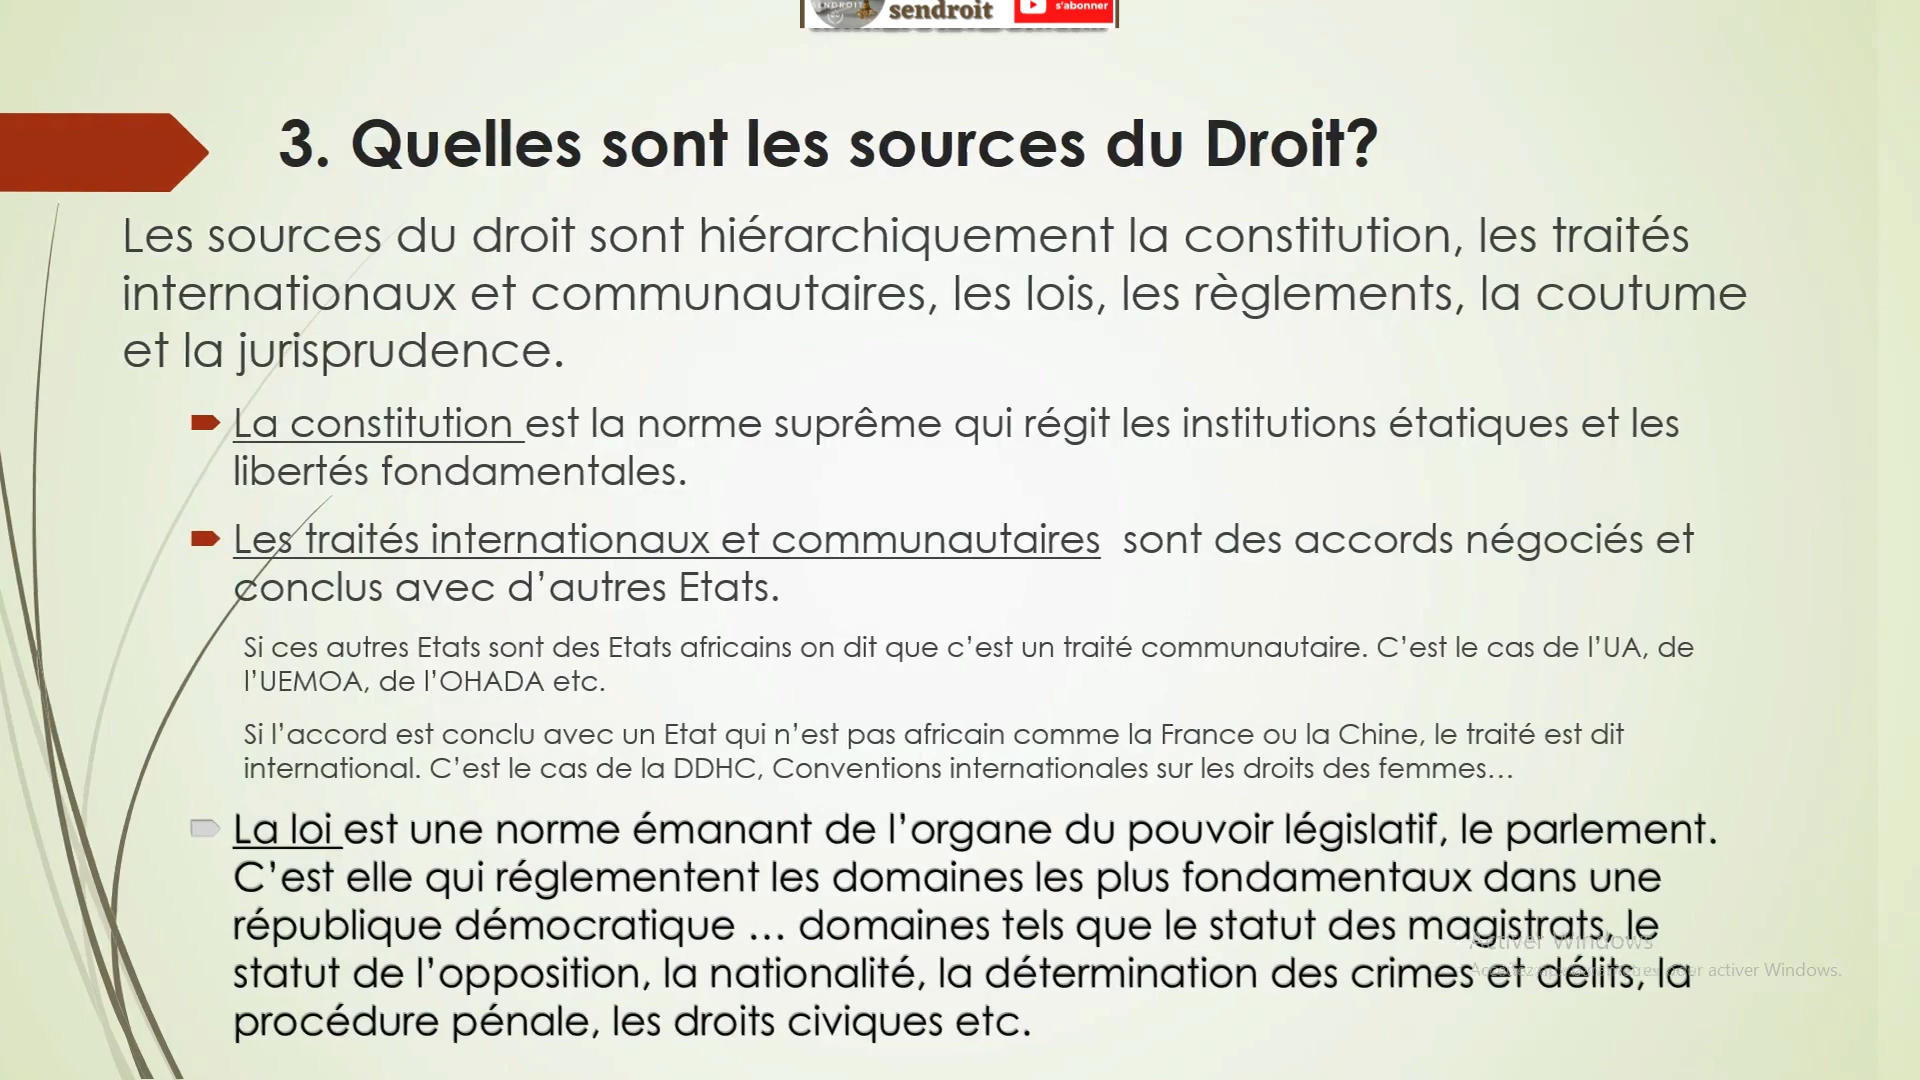 SENDROIT
sendroit
s'abonner
3. Quelles sont les sources du Droit?
Les sources du droit sont hiérarchiquement la constitution, les traités
internationaux et communautaires, les lois, les règlements, la coutume
et la jurisprudence.
La constitution est la norme suprême qui régit les institutions étatiques et les
libertés fondamentales.
Les traités internationaux et communautaires sont des accords négociés et
conclus avec d’autres Etats.
Si ces autres Etats sont des Etats africains on dit que c’est un traité communautaire. C’est le cas de l’UA, de
l’UEMOA, de l’OHADA etc.
Si l’accord est conclu avec un Etat qui n’est pas africain comme la France ou la Chine, le traité est dit
international. C’est le cas de la DDHC, Conventions internationales sur les droits des femmes…
La loi est une norme émanant de l’organe du pouvoir législatif, le parlement.
C’est elle qui réglementent les domaines les plus fondamentaux dans une
république démocratique … domaines tels que le statut des magistrats, le
Activer Windows
statut de l’opposition, la nationalité, la détermination des crimes et délits, la
pour activer Windows.
procédure pénale, les droits civiques etc.